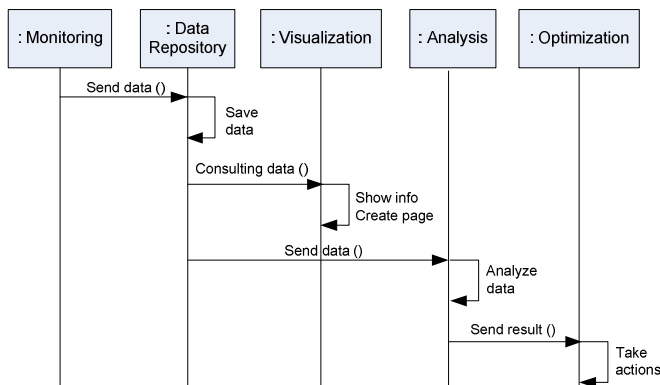 : Monitoring
: Data
Repository
: Visualization
: Analysis
: Optimization
Send data ()
Save
data
Consulting data ()
Show info
Create page
Send data ()
Analyze
data
Send result ()
Take
actions